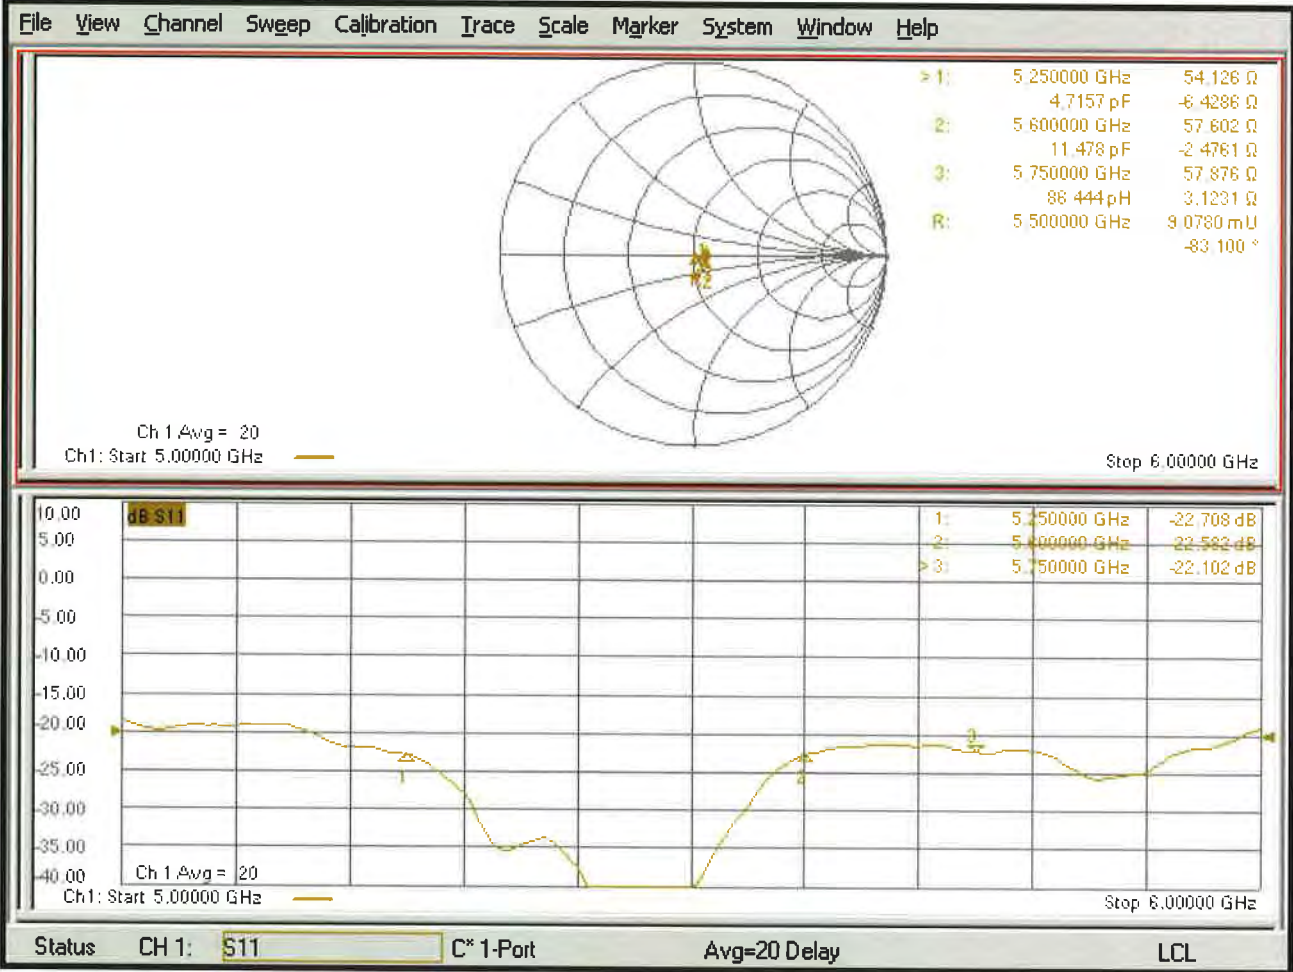 File View Channel Sweep Calibration Trace Scale Marker System Window Help
> 1: 5.250000 GHz 54.126 Ω
4.7157 pF -6.4286 Ω
2: 5.600000 GHz 57.602 Ω
11.478 pF -2.4761 Ω
3: 5.750000 GHz 57.876 Ω
86.444 pH 3.1231 Ω
R: 5.500000 GHz 9.0780 mU
-83.100 °
2
Ch 1 Avg = 20
Ch1: Start 5.00000 GHz
Stop 6.00000 GHz
10.00 dB S11
1: 5.250000 GHz -22.708 dB
2: 5.600000 GHz -22.582 dB
> 3: 5.750000 GHz -22.102 dB
5.00
0.00
-5.00
-10.00
-15.00
-20.00
-25.00
-30.00
-35.00
-40.00
1
2
3
Ch 1 Avg = 20
Ch1: Start 5.00000 GHz
Stop 6.00000 GHz
Status CH 1: S11 C* 1-Port Avg=20 Delay LCL